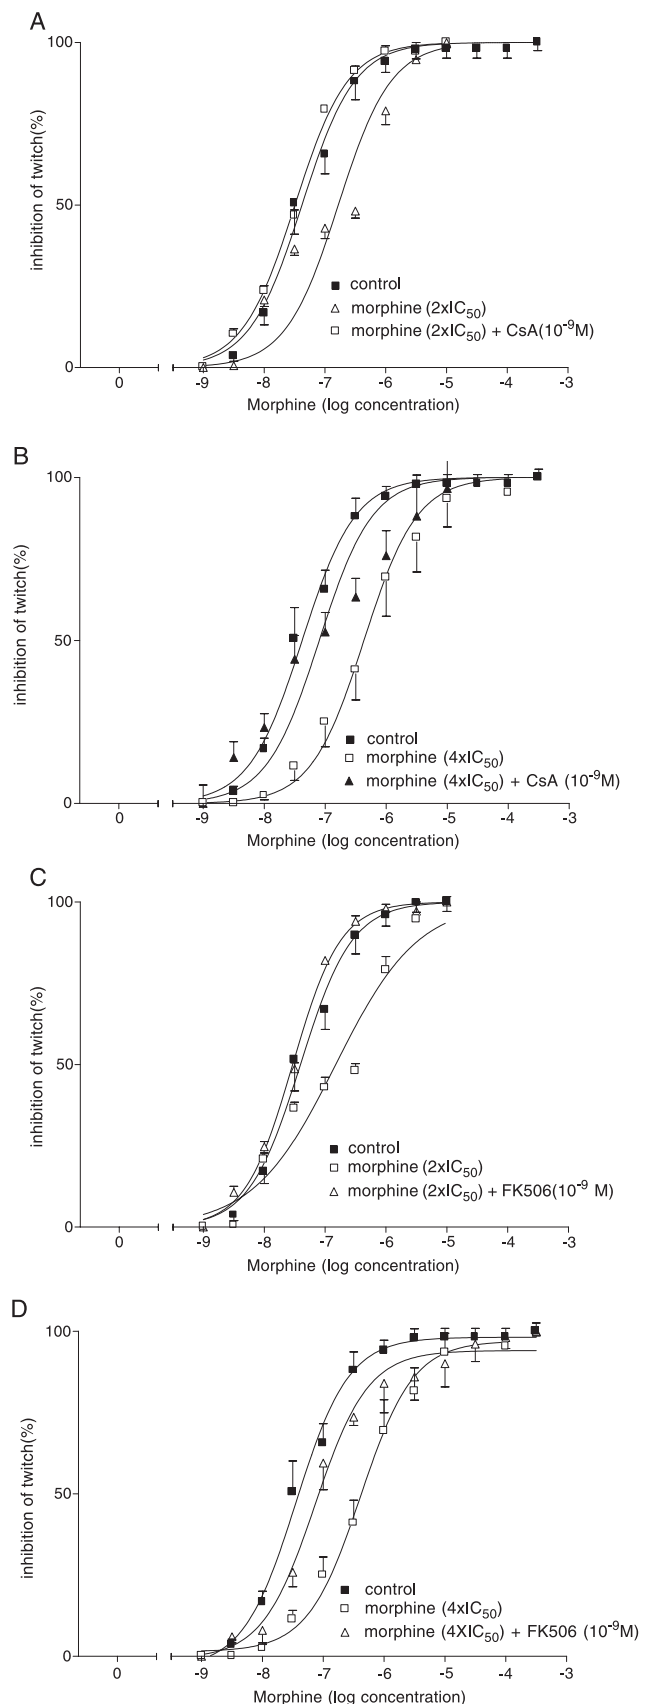 A
100
50
0
inhibition of twitch(%)
control
morphine (2xIC50)
morphine (2xIC50) + CsA(10-9M)
0 -9 -8 -7 -6 -5 -4 -3
Morphine (log concentration)
B
100
50
0
inhibition of twitch(%)
control
morphine (4xIC50)
morphine (4xIC50) + CsA (10-9M)
0 -9 -8 -7 -6 -5 -4 -3
Morphine (log concentration)
C
100
50
0
inhibition of twitch(%)
control
morphine (2xIC50)
morphine (2xIC50) + FK506(10-9 M)
0 -9 -8 -7 -6 -5 -4 -3
Morphine (log concentration)
D
100
50
0
inhibition of twitch(%)
control
morphine (4xIC50)
morphine (4XIC50) + FK506 (10-9M)
0 -9 -8 -7 -6 -5 -4 -3
Morphine (log concentration)